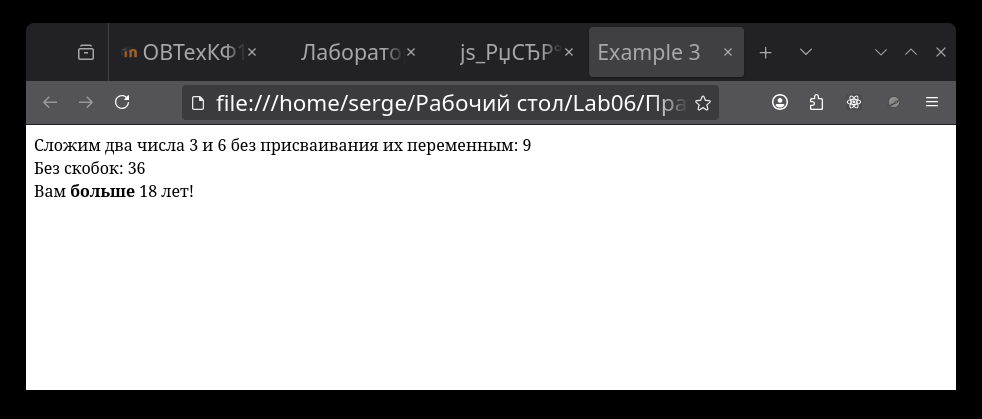 ОВТехКФ1
Лаборато
js_РџСЂР°
Example 3
file:///home/serge/Рабочий стол/Lab06/Пра
Сложим два числа 3 и 6 без присваивания их переменным: 9
Без скобок: 36
Вам больше 18 лет!